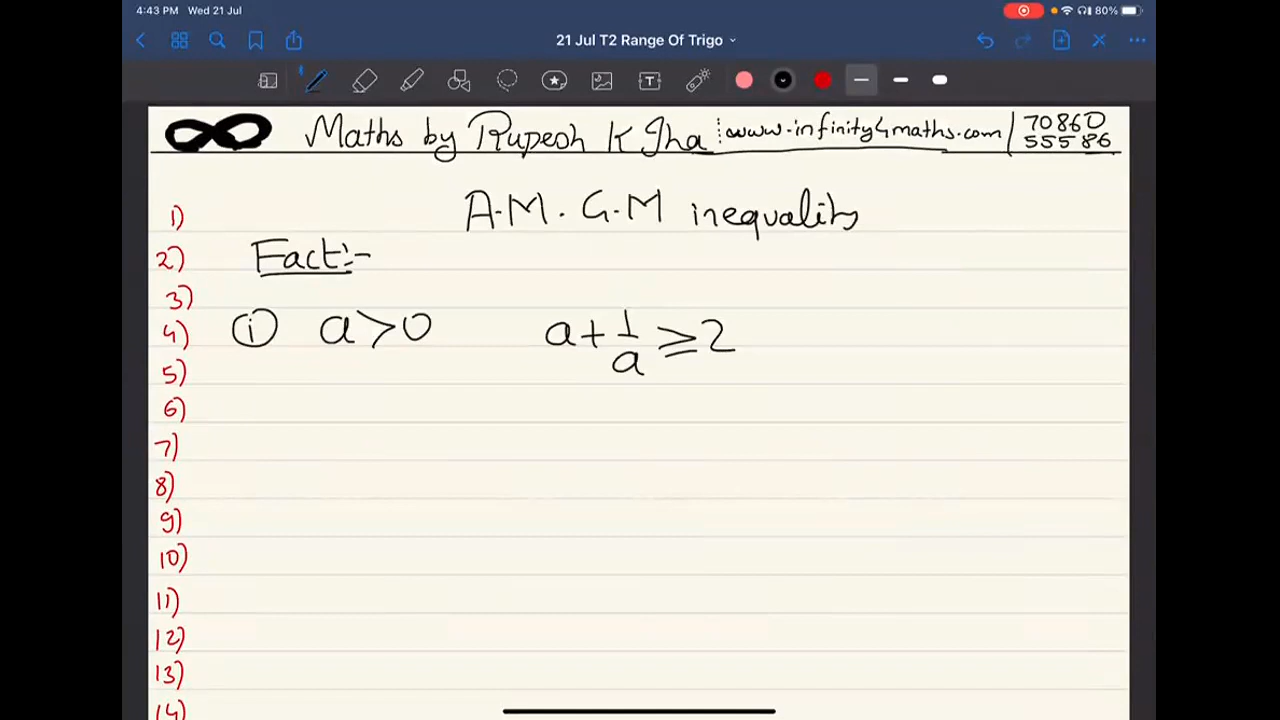 4:43 PM Wed 21 Jul 80%
21 Jul T2 Range Of Trigo
T
Maths by Rupesh K Jha www.infinity4maths.com 70860
55586
1) A.M. G.M inequality
2) Fact:-
3)
4) (i) a>0 a+1/a ≥2
5)
6)
7)
8)
9)
10)
11)
12)
13)
14)